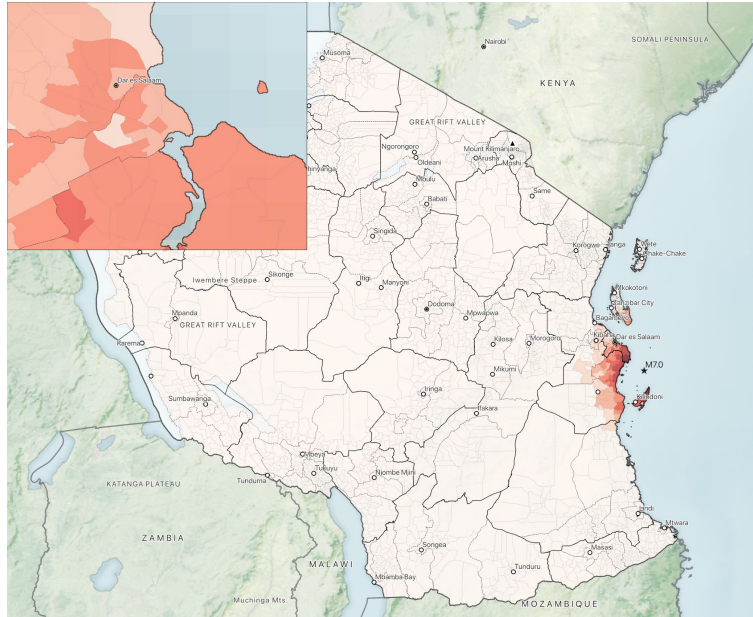 Dar es Salaam
Musoma
Nairobi
SOMALI PENINSULA
KENYA
GREAT RIFT VALLEY
Ngorongoro
Oldeani
Mount Kilimanjaro
Arusha
Moshi
Mbulu
Same
Babati
Singida
Korogwe
Tanga
Wete
Chake-Chake
Iwembere Steppe
Sikonge
Itigi
Manyoni
Mkokotoni
Zanzibar City
Mpanda
GREAT RIFT VALLEY
Dodoma
Mpwapwa
Bagamoyo
Kibaha
Dar es Salaam
Karema
Kilosa
Morogoro
M7.0
Mikumi
Sumbawanga
Iringa
Ifakara
Kilindoni
Mbeya
Tukuyu
Tunduma
Njombe Mjini
KATANGA PLATEAU
Lindi
Mtwara
ZAMBIA
Songea
Masasi
MALAWI
Mbamba Bay
Tunduru
Muchinga Mts.
MOZAMBIQUE